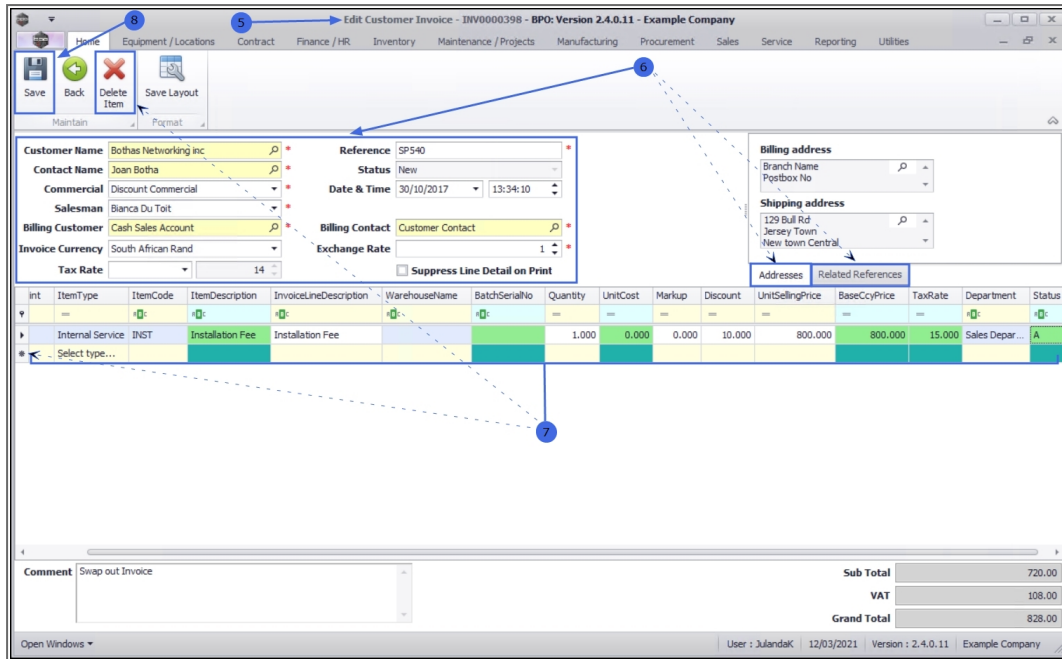 Edit Customer Invoice - INV0000398 - BPO: Version 2.4.0.11 - Example Company
8
5
Home Equipment / Locations Contract Finance / HR Inventory Maintenance / Projects Manufacturing Procurement Sales Service Reporting Utilities
Save Back Delete Item Save Layout
6
Maintain Format
Customer Name Bothas Networking inc * Reference SP540 *
Contact Name Joan Botha * Status New
Commercial Discount Commercial * Date & Time 30/10/2017 13:34:10
Salesman Bianca Du Toit *
Billing Customer Cash Sales Account * Billing Contact Customer Contact *
Invoice Currency South African Rand Exchange Rate 1 *
Tax Rate 14 Suppress Line Detail on Print
Billing address
Branch Name
Postbox No
Shipping address
129 Bull Rd
Jersey Town
New town Central
Addresses Related References
int ItemType ItemCode ItemDescription InvoiceLineDescription WarehouseName BatchSerialNo Quantity UnitCost Markup Discount UnitSellingPrice BaseCcyPrice TaxRate Department Status
Internal Service INST Installation Fee Installation Fee 1.000 0.000 0.000 10.000 800.000 800.000 15.000 Sales Depar... A
Select type...
7
Comment Swap out Invoice
Sub Total 720.00
VAT 108.00
Grand Total 828.00
Open Windows User : JulandaK 12/03/2021 Version : 2.4.0.11 Example Company